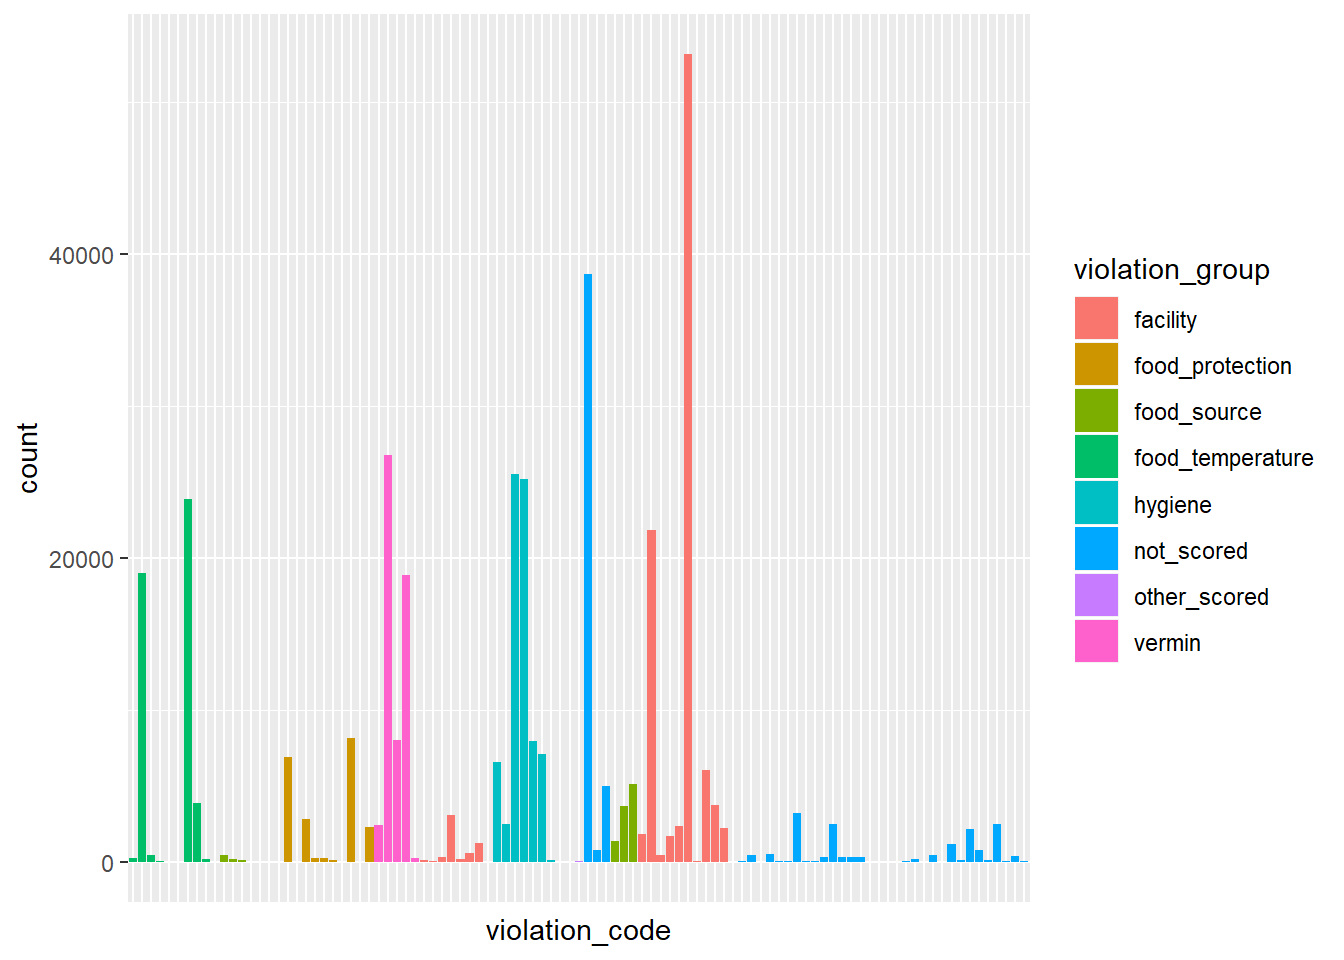 40000
20000
0
count
violation_code
violation_group
facility
food_protection
food_source
food_temperature
hygiene
not_scored
other_scored
vermin